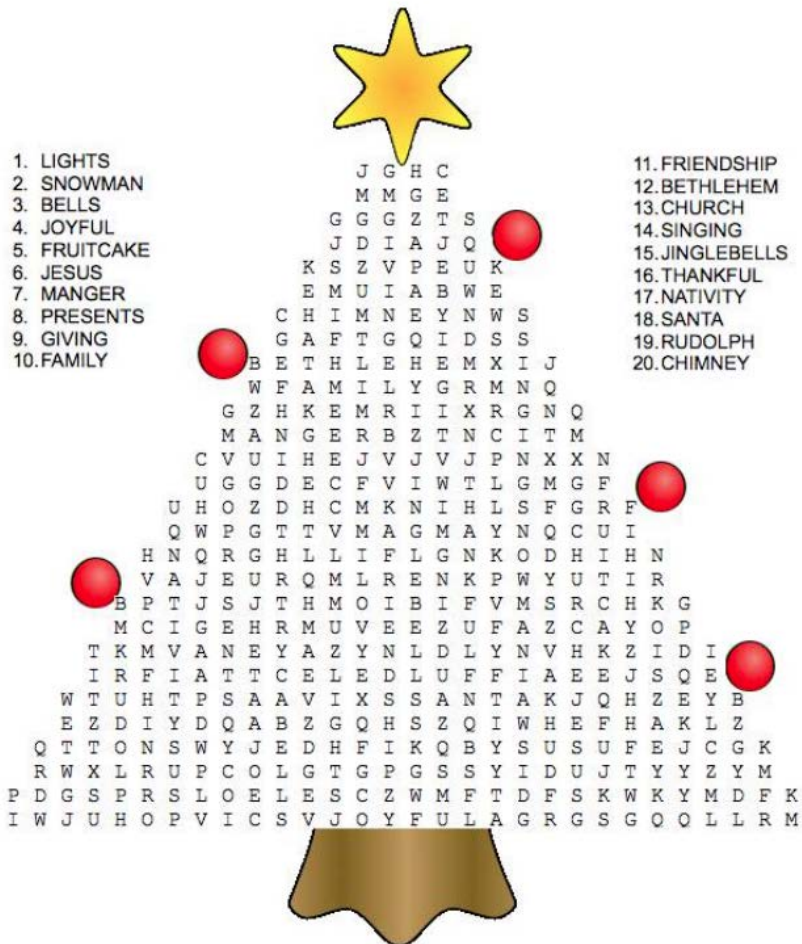 1. LIGHTS
2. SNOWMAN
3. BELLS
4. JOYFUL
5. FRUITCAKE
6. JESUS
7. MANGER
8. PRESENTS
9. GIVING
10. FAMILY
11. FRIENDSHIP
12. BETHLEHEM
13. CHURCH
14. SINGING
15. JINGLEBELLS
16. THANKFUL
17. NATIVITY
18. SANTA
19. RUDOLPH
20. CHIMNEY
J G H C
M M G E
G G G Z T S
J D I A J Q
K S Z V P E U K
E M U I A B W E
C H I M N E Y N W S
G A F T G Q I D S S
B E T H L E H E M X I J
W F A M I L Y G R M N Q
G Z H K E M R I I X R G N Q
M A N G E R B Z T N C I T M
C V U I H E J V J V J P N X X N
U G G D E C F V I W T L G M G F
U H O Z D H C M K N I H L S F G R F
Q W P G T T V M A G M A Y N Q C U I
H N Q R G H L L I F L G N K O D H I H N
V A J E U R Q M L R E N K P W Y U T I R
B P T J S J T H M O I B I F V M S R C H K G
M C I G E H R M U V E E Z U F A Z C A Y O P
T K M V A N E Y A Z Y N L D L Y N V H K Z I D I
I R F I A T T C E L E D L U F F I A E E J S Q E
W T U H T P S A A V I X S S A N T A K J Q H Z E Y B
E Z D I Y D Q A B Z G Q H S Z Q I W H E F H A K L Z
Q T T O N S W Y J E D H F I K Q B Y S U S U F E J C G K
R W X L R U P C O L G T G P G S S Y I D U J T Y Y Z Y M
P D G S P R S L O E L E S C Z W M F T D F S K W K Y M D F K
I W J U H O P V I C S V J O Y F U L A G R G S G Q Q L L R M